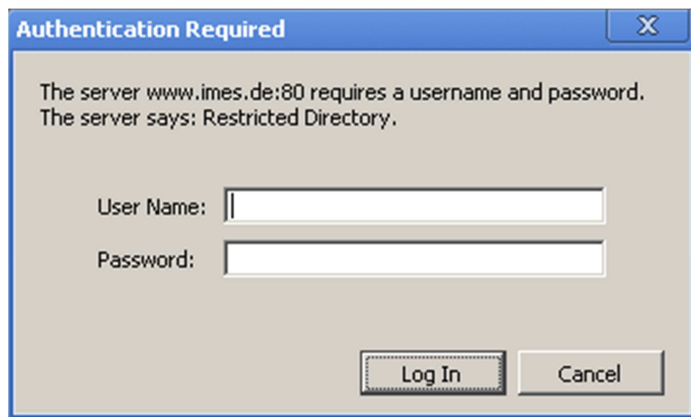 Authentication Required
X
The server www.imes.de:80 requires a username and password.
The server says: Restricted Directory.
User Name:
Password:
Log In
Cancel